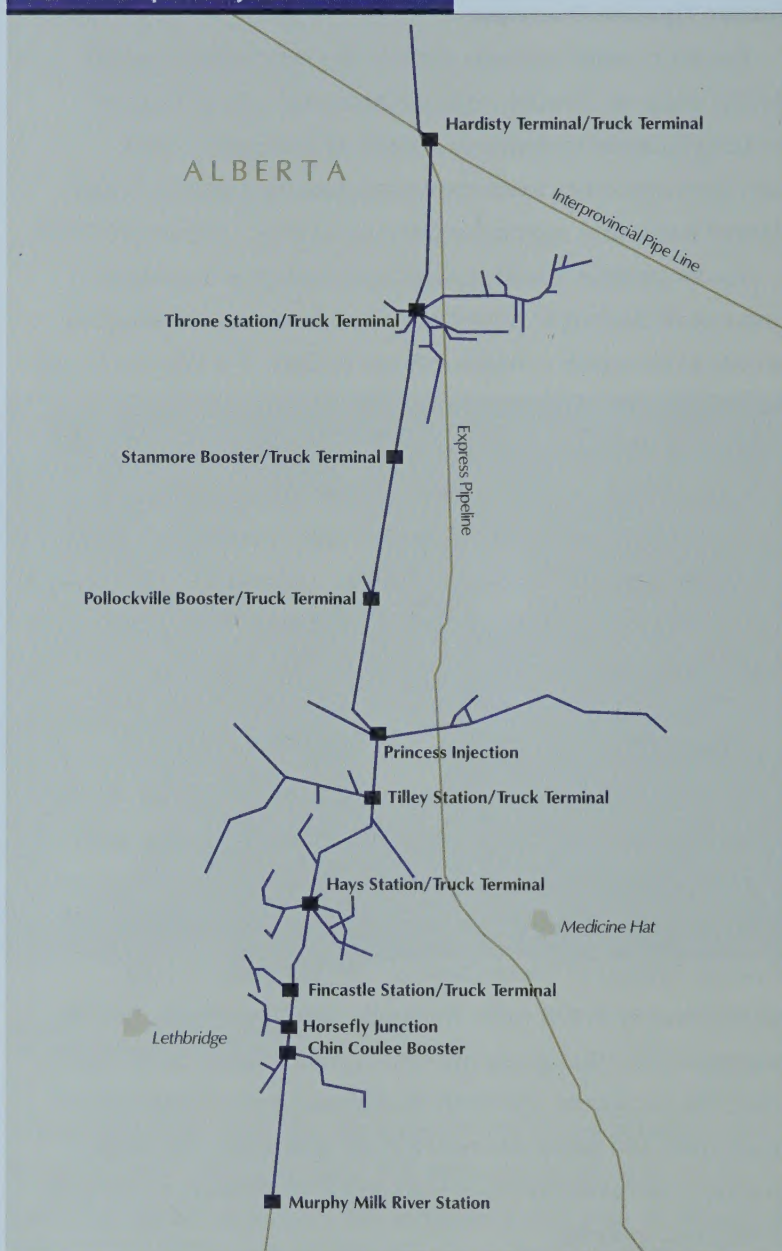 Hardisty Terminal/Truck Terminal
ALBERTA
Interprovincial Pipe Line
Throne Station/Truck Terminal
Express Pipeline
Stanmore Booster/Truck Terminal
Pollockville Booster/Truck Terminal
Princess Injection
Tilley Station/Truck Terminal
Hays Station/Truck Terminal
Medicine Hat
Fincastle Station/Truck Terminal
Horsefly Junction
Lethbridge
Chin Coulee Booster
Murphy Milk River Station